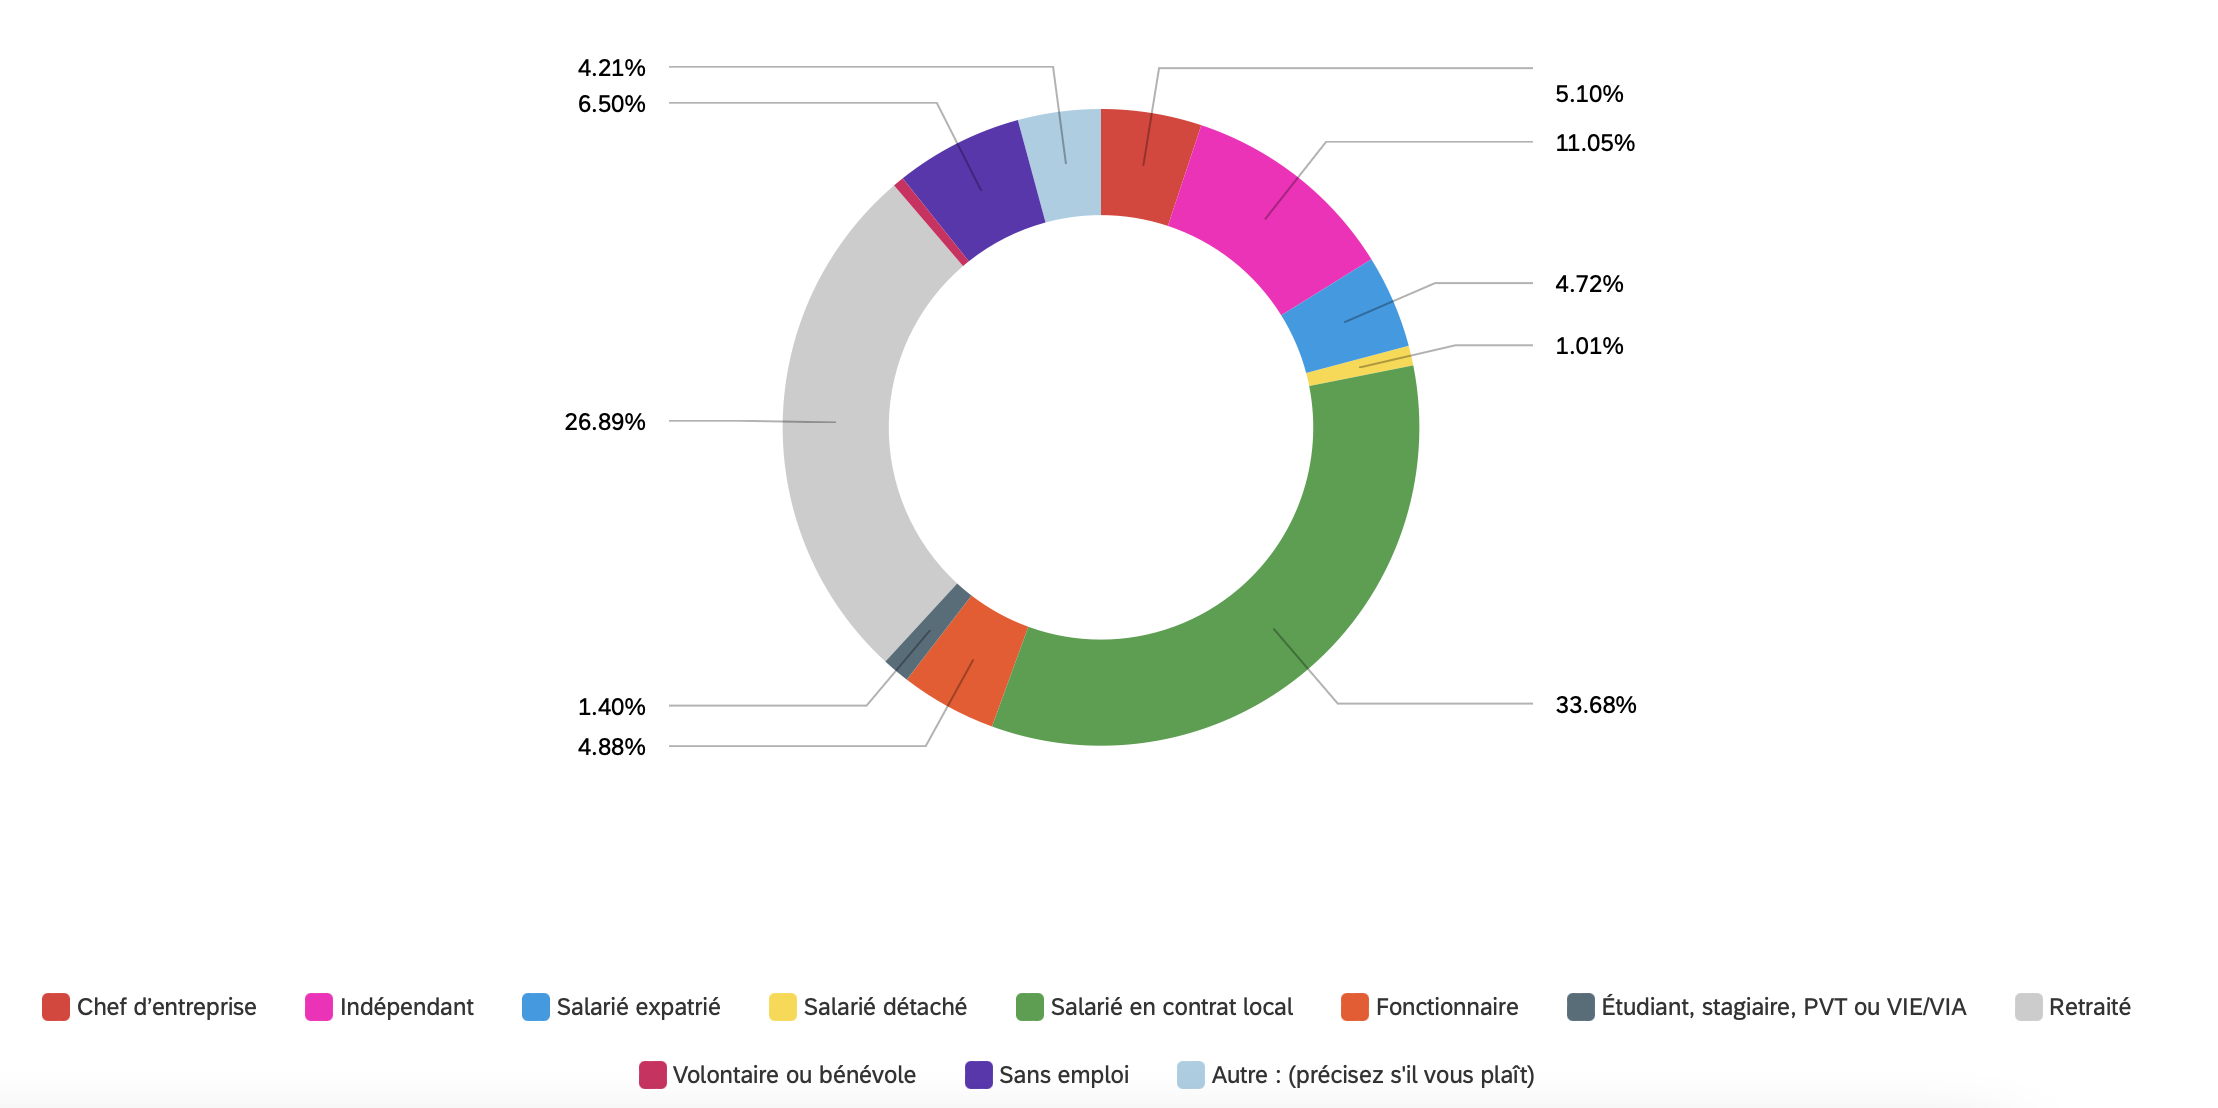 4.21%
6.50%
5.10%
11.05%
4.72%
1.01%
26.89%
33.68%
1.40%
4.88%
Chef d’entreprise
Indépendant
Salarié expatrié
Salarié détaché
Salarié en contrat local
Fonctionnaire
Étudiant, stagiaire, PVT ou VIE/VIA
Retraité
Volontaire ou bénévole
Sans emploi
Autre : (précisez s'il vous plaît)